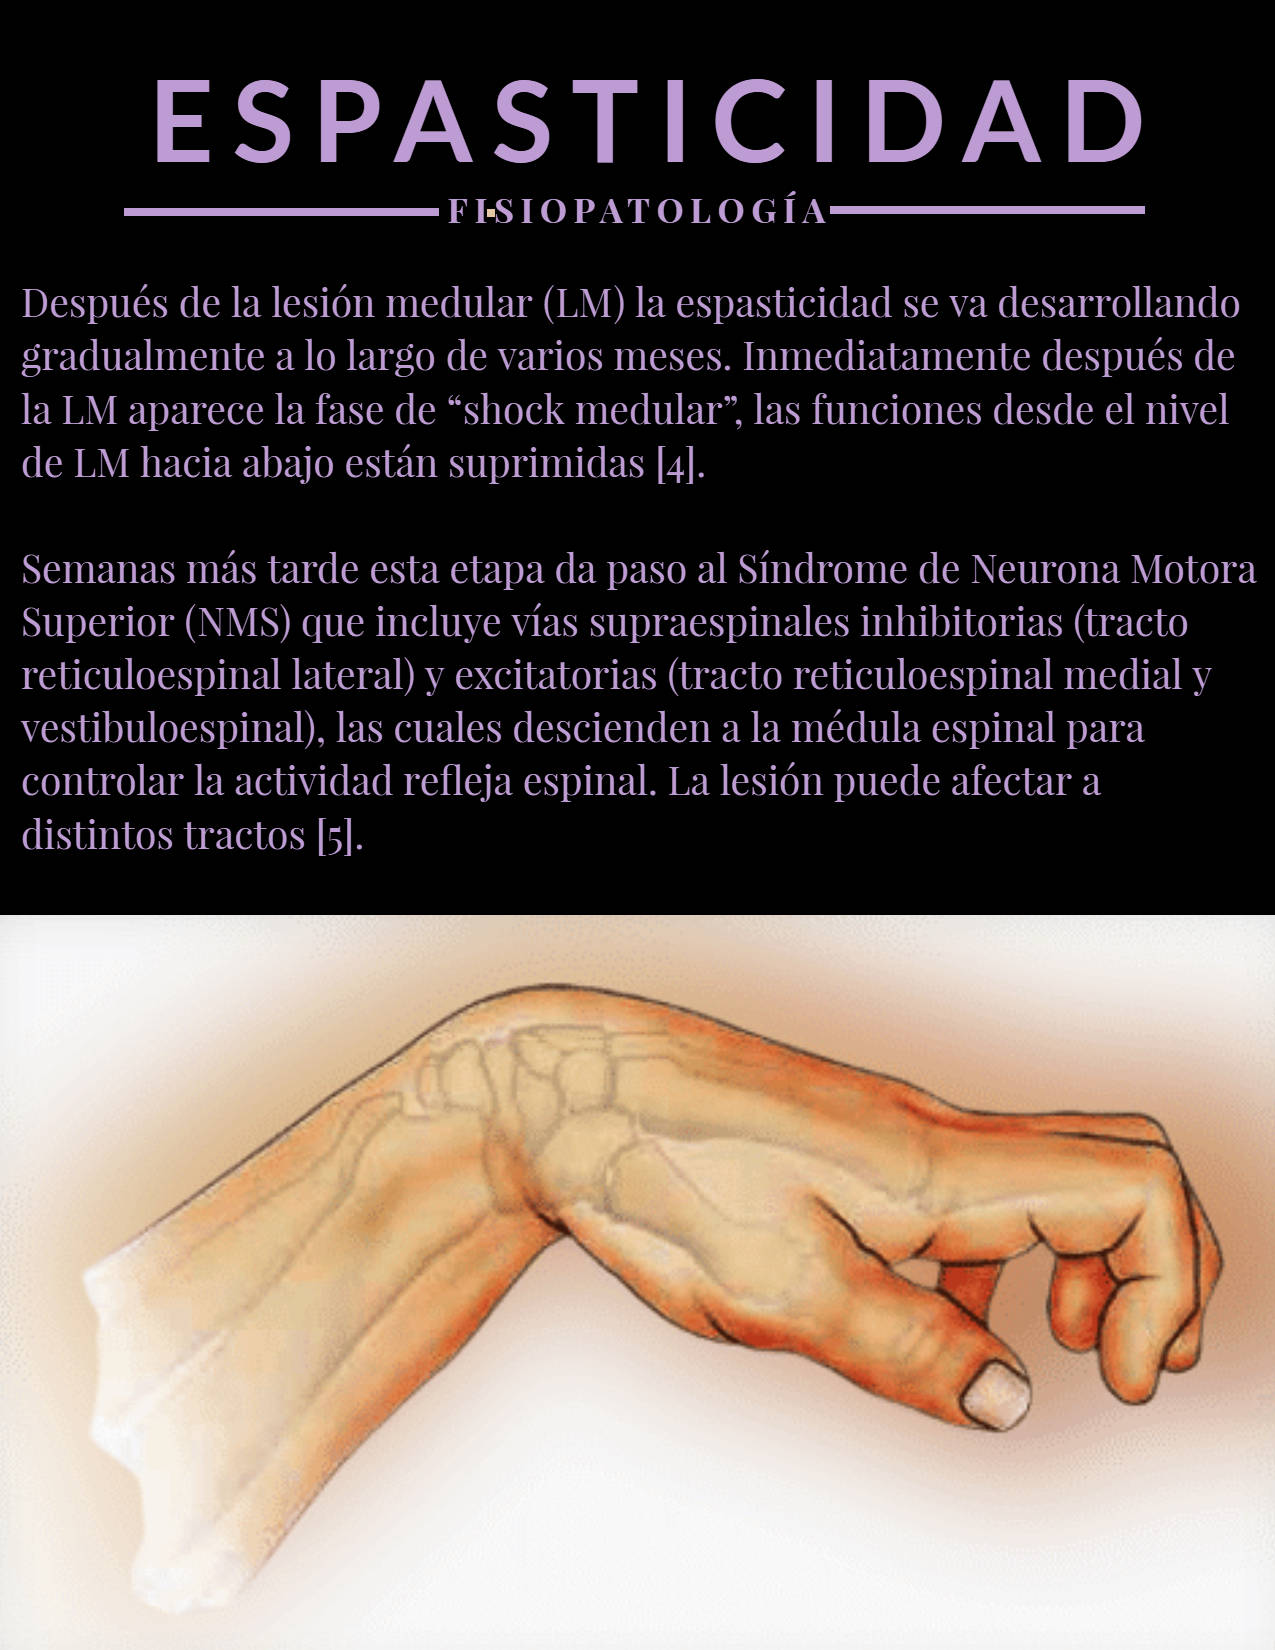 ESPASTICIDAD
FISIOPATOLOGÍA
Después de la lesión medular (LM) la espasticidad se va desarrollando
gradualmente a lo largo de varios meses. Inmediatamente después de
la LM aparece la fase de “shock medular”, las funciones desde el nivel
de LM hacia abajo están suprimidas [4].
Semanas más tarde esta etapa da paso al Síndrome de Neurona Motora
Superior (NMS) que incluye vías supraespinales inhibitorias (tracto
reticuloespinal lateral) y excitatorias (tracto reticuloespinal medial y
vestibuloespinal), las cuales descienden a la médula espinal para
controlar la actividad refleja espinal. La lesión puede afectar a
distintos tractos [5].